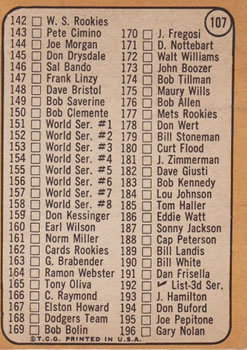 107
142 W. S. Rookies
143 Pete Cimino
144 Joe Morgan
145 Don Drysdale
146 Sal Bando
147 Frank Linzy
148 Dave Bristol
149 Bob Saverine
150 Bob Clemente
151 World Ser. #1
152 World Ser. #2
153 World Ser. #3
154 World Ser. #4
155 World Ser. #5
156 World Ser. #6
157 World Ser. #7
158 World Ser. #8
159 Don Kessinger
160 Earl Wilson
161 Norm Miller
162 Cards Rookies
163 G. Brabender
164 Ramon Webster
165 Tony Oliva
166 C. Raymond
167 Elston Howard
168 Dodgers Team
169 Bob Bolin
170 J. Fregosi
171 D. Nottebart
172 Walt Williams
173 John Boozer
174 Bob Tillman
175 Maury Wills
176 Bob Allen
177 Mets Rookies
178 Don Wert
179 Bill Stoneman
180 Curt Flood
181 J. Zimmerman
182 Dave Giusti
183 Bob Kennedy
184 Lou Johnson
185 Tom Haller
186 Eddie Watt
187 Sonny Jackson
188 Cap Peterson
189 Bill Landis
190 Bill White
191 Dan Frisella
192 List-3d Ser.
193 J. Hamilton
194 Don Buford
195 Joe Pepitone
196 Gary Nolan
©T.C.G. PRINTED IN U.S.A.